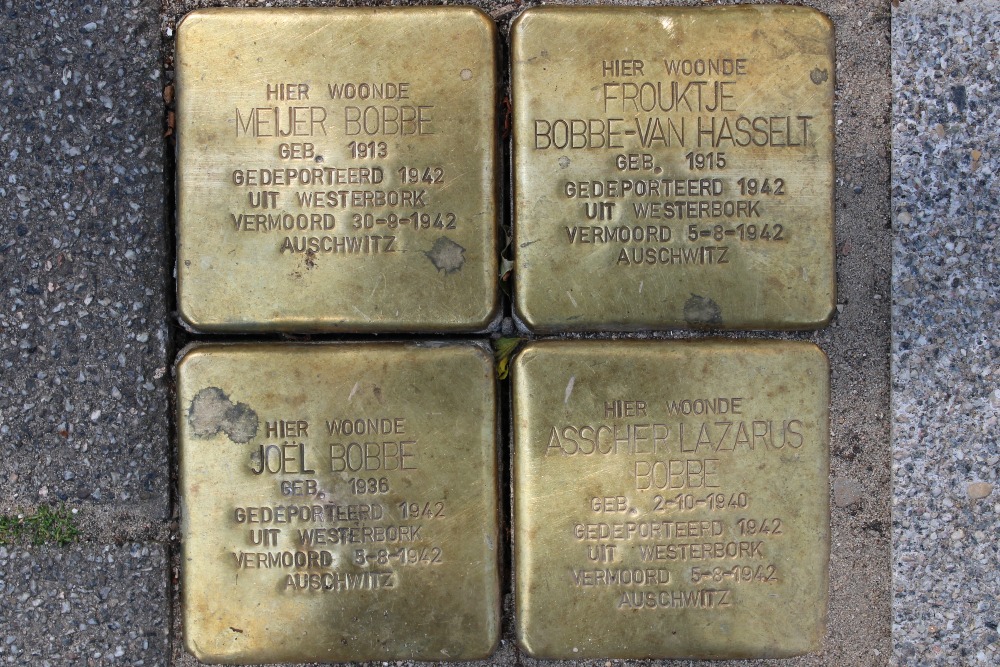 HIER WOONDE
MEIJER BOBBE
GEB. 1913
GEDEPORTEERD 1942
UIT WESTERBORK
VERMOORD 30-9-1942
AUSCHWITZ
HIER WOONDE
FROUKTJE
BOBBE-VAN HASSELT
GEB. 1915
GEDEPORTEERD 1942
UIT WESTERBORK
VERMOORD 5-8-1942
AUSCHWITZ
HIER WOONDE
JOËL BOBBE
GEB. 1936
GEDEPORTEERD 1942
UIT WESTERBORK
VERMOORD 5-8-1942
AUSCHWITZ
HIER WOONDE
ASSCHER LAZARUS
BOBBE
GEB. 2-10-1940
GEDEPORTEERD 1942
UIT WESTERBORK
VERMOORD 5-8-1942
AUSCHWITZ